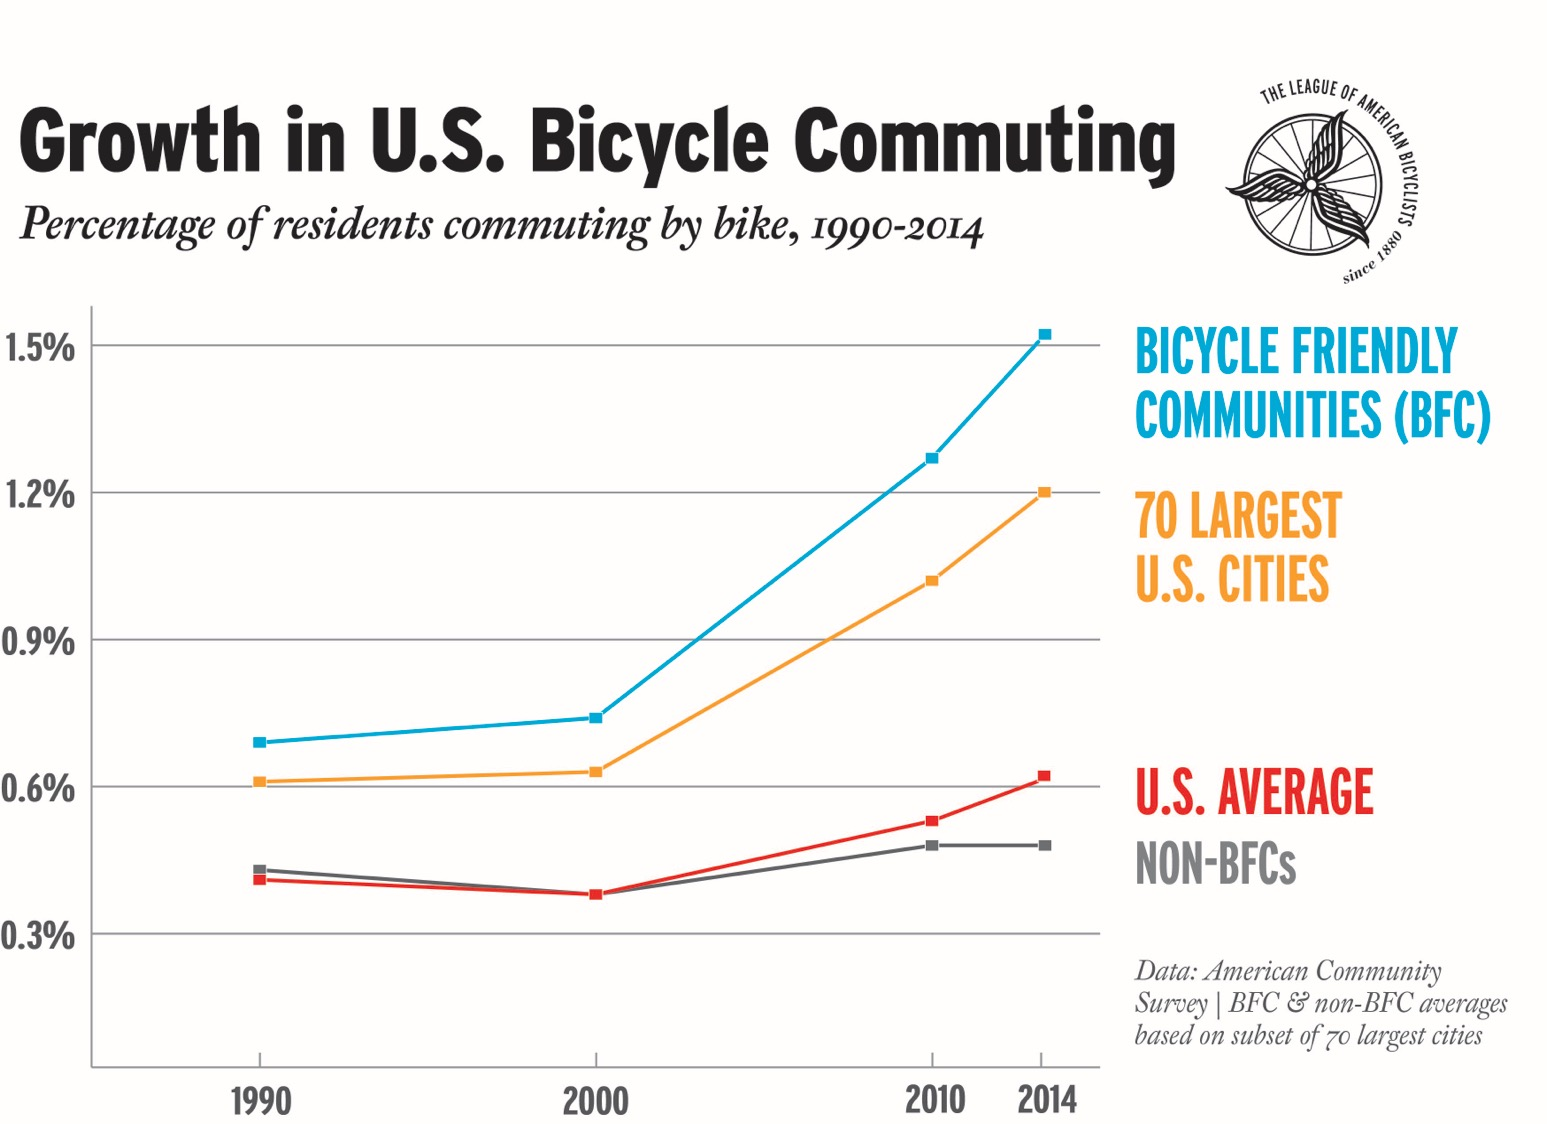 Growth in U.S. Bicycle Commuting
Percentage of residents commuting by bike, 1990-2014
THE LEAGUE OF AMERICAN BICYCLISTS
since 1880
1.5%
1.2%
0.9%
0.6%
0.3%
1990
2000
2010
2014
BICYCLE FRIENDLY
COMMUNITIES (BFC)
70 LARGEST
U.S. CITIES
U.S. AVERAGE
NON-BFCs
Data: American Community
Survey | BFC & non-BFC averages
based on subset of 70 largest cities